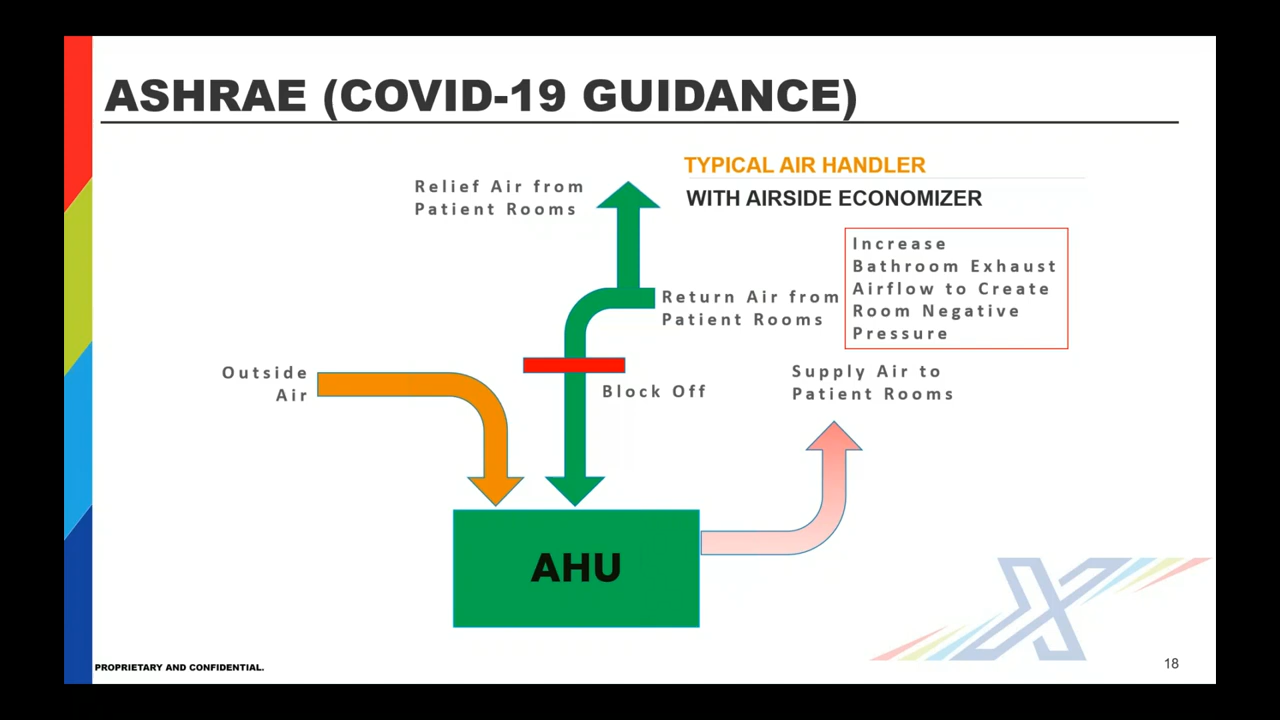 ASHRAE (COVID-19 GUIDANCE)
TYPICAL AIR HANDLER
WITH AIRSIDE ECONOMIZER
Relief Air from
Patient Rooms
Increase
Bathroom Exhaust
Airflow to Create
Room Negative
Pressure
Return Air from
Patient Rooms
Outside
Air
Block Off
Supply Air to
Patient Rooms
AHU
PROPRIETARY AND CONFIDENTIAL.
18